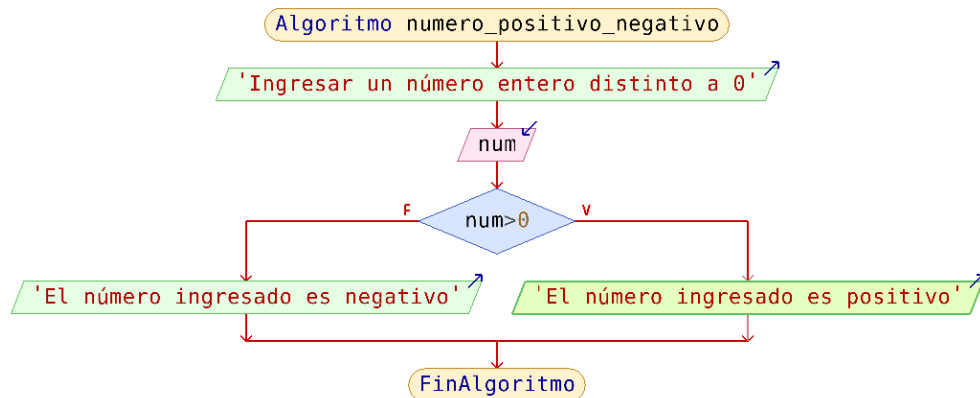 Algoritmo numero_positivo_negativo
'Ingresar un número entero distinto a 0'
num
F
V
num>0
'El número ingresado es negativo'
'El número ingresado es positivo'
FinAlgoritmo